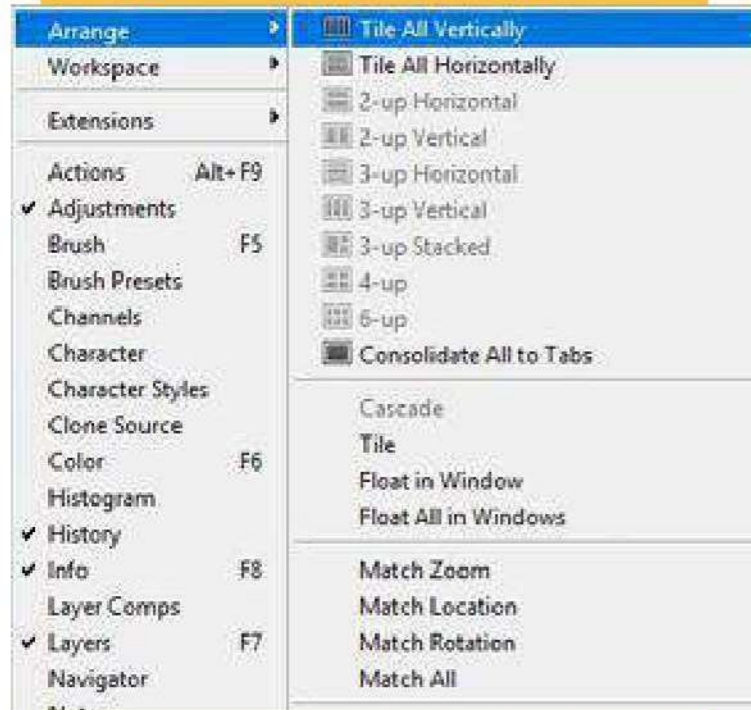 Arrange
Workspace
Extensions
Actions Alt+F9
Adjustments
Brush F5
Brush Presets
Channels
Character
Character Styles
Clone Source
Color F6
Histogram
History
Info F8
Layer Comps
Layers F7
Navigator
Tile All Vertically
Tile All Horizontally
2-up Horizontal
2-up Vertical
3-up Horizontal
3-up Vertical
3-up Stacked
4-up
6-up
Consolidate All to Tabs
Cascade
Tile
Float in Window
Float All in Windows
Match Zoom
Match Location
Match Rotation
Match All